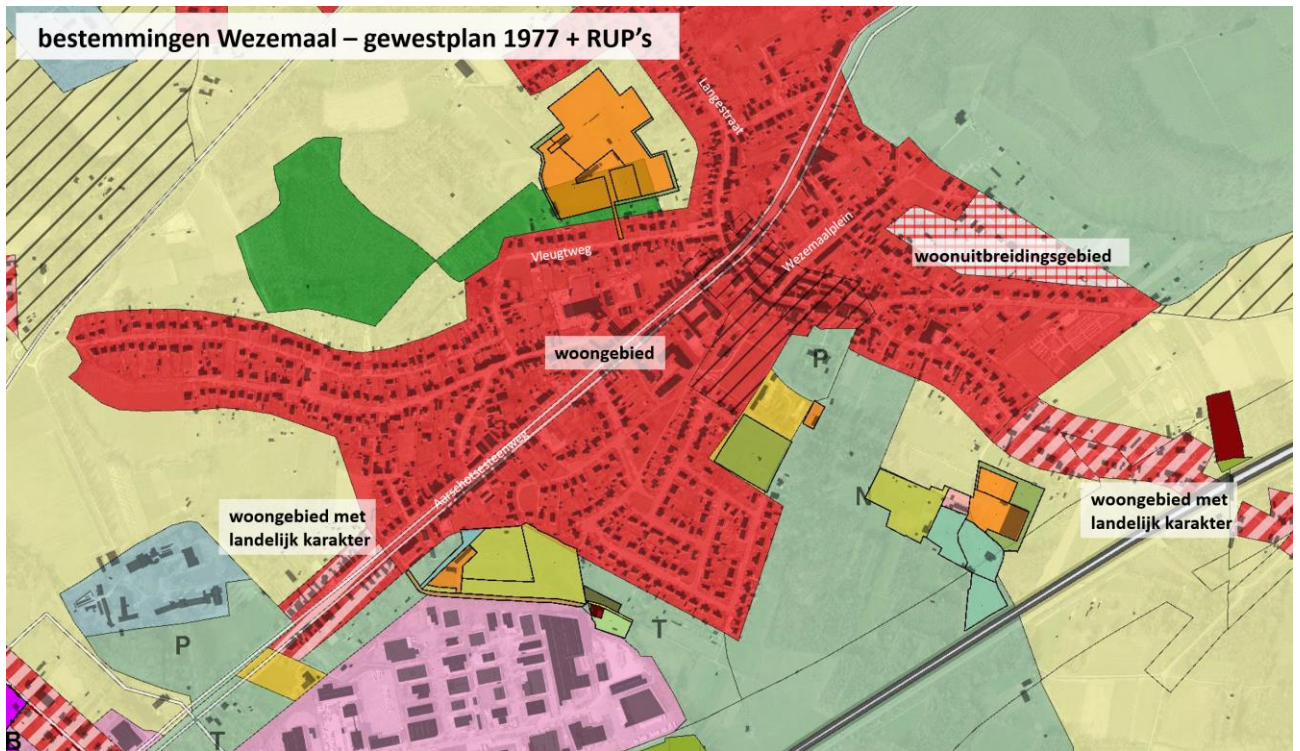 bestemmingen Wezemaal – gewestplan 1977 + RUP's
Langestraat
Wezemaalplein
woonuitbreidingsgebied
Vleugtweg
woongebied
P
Aarschotsesteenweg
N
woongebied met
landelijk karakter
woongebied met
landelijk karakter
T
P
T
B